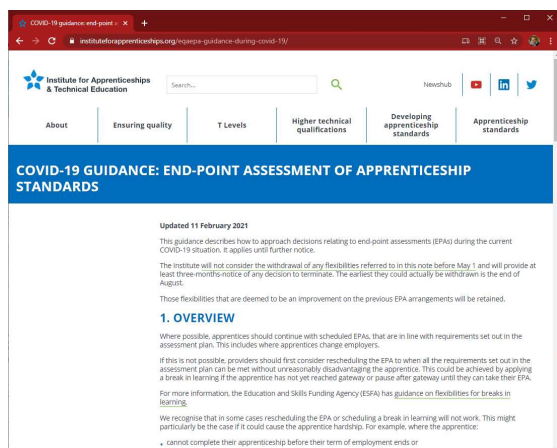 COVID-19 guidance: end-point a
instituteforapprenticeships.org/eqaepa-guidance-during-covid-19/
Institute for Apprenticeships
& Technical Education
Search...
Newshub
About
Ensuring quality
T Levels
Higher technical
qualifications
Developing
apprenticeship
standards
Apprenticeship
standards
COVID-19 GUIDANCE: END-POINT ASSESSMENT OF APPRENTICESHIP
STANDARDS
Updated 11 February 2021
This guidance describes how to approach decisions relating to end-point assessments (EPAs) during the current
COVID-19 situation. It applies until further notice.
The Institute will not consider the withdrawal of any flexibilities referred to in this note before May 1 and will provide at
least three-months-notice of any decision to terminate. The earliest they could actually be withdrawn is the end of
August.
Those flexibilities that are deemed to be an improvement on the previous EPA arrangements will be retained.
1. OVERVIEW
Where possible, apprentices should continue with scheduled EPAs, that are in line with requirements set out in the
assessment plan. This includes where apprentices change employers.
If this is not possible, providers should first consider rescheduling the EPA to when all the requirements set out in the
assessment plan can be met without unreasonably disadvantaging the apprentice. This could be achieved by applying
a break in learning if the apprentice has not yet reached gateway or pause after gateway until they can take their EPA.
For more information, the Education and Skills Funding Agency (ESFA) has guidance on flexibilities for breaks in
learning.
We recognise that in some cases rescheduling the EPA or scheduling a break in learning will not work. This might
particularly be the case if it could cause the apprentice hardship. For example, where the apprentice:
• cannot complete their apprenticeship before their term of employment ends or